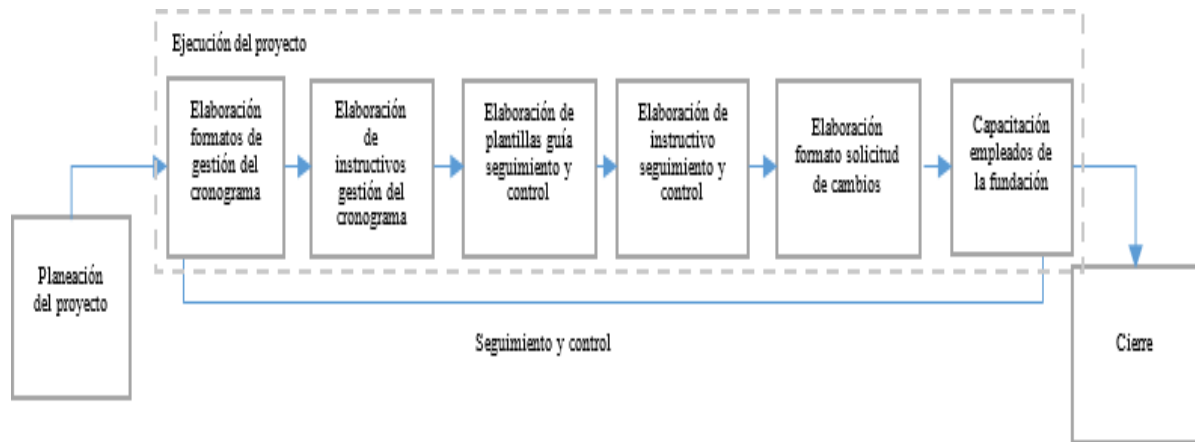 Ejecución del proyecto
Elaboración
formatos de
gestión del
cronograma
Elaboración
de
instructivos
gestión del
cronograma
Elaboración de
plantillas guía
seguimiento y
control
Elaboración de
instructivo
seguimiento y
control
Elaboración
formato solicitud
de cambios
Capacitación
empleados de
la fundación
Planeación
del proyecto
Seguimiento y control
Cierre